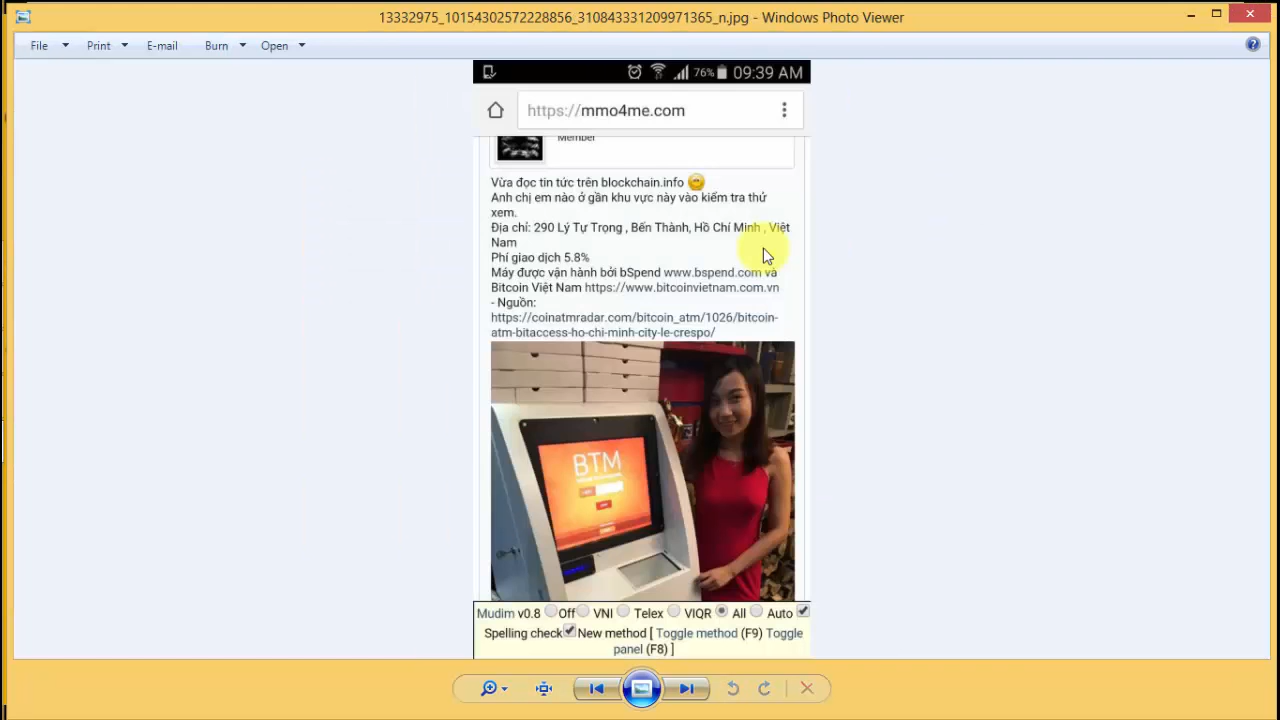 13332975_10154302572228856_310843331209971365_n.jpg - Windows Photo Viewer
File Print E-mail Burn Open
76% 09:39 AM
https://mmo4me.com
Member
Vừa đọc tin tức trên blockchain.info
Anh chị em nào ở gần khu vực này vào kiểm tra thử
xem.
Địa chỉ: 290 Lý Tự Trọng , Bến Thành, Hồ Chí Minh , Việt
Nam
Phí giao dịch 5.8%
Máy được vận hành bởi bSpend www.bspend.com và
Bitcoin Việt Nam https://www.bitcoinvietnam.com.vn
- Nguồn:
https://coinatmradar.com/bitcoin_atm/1026/bitcoin-
atm-bitaccess-ho-chi-minh-city-le-crespo/
BTM
Mudim v0.8 Off VNI Telex VIQR All Auto
Spelling check New method [ Toggle method (F9) Toggle
panel (F8) ]